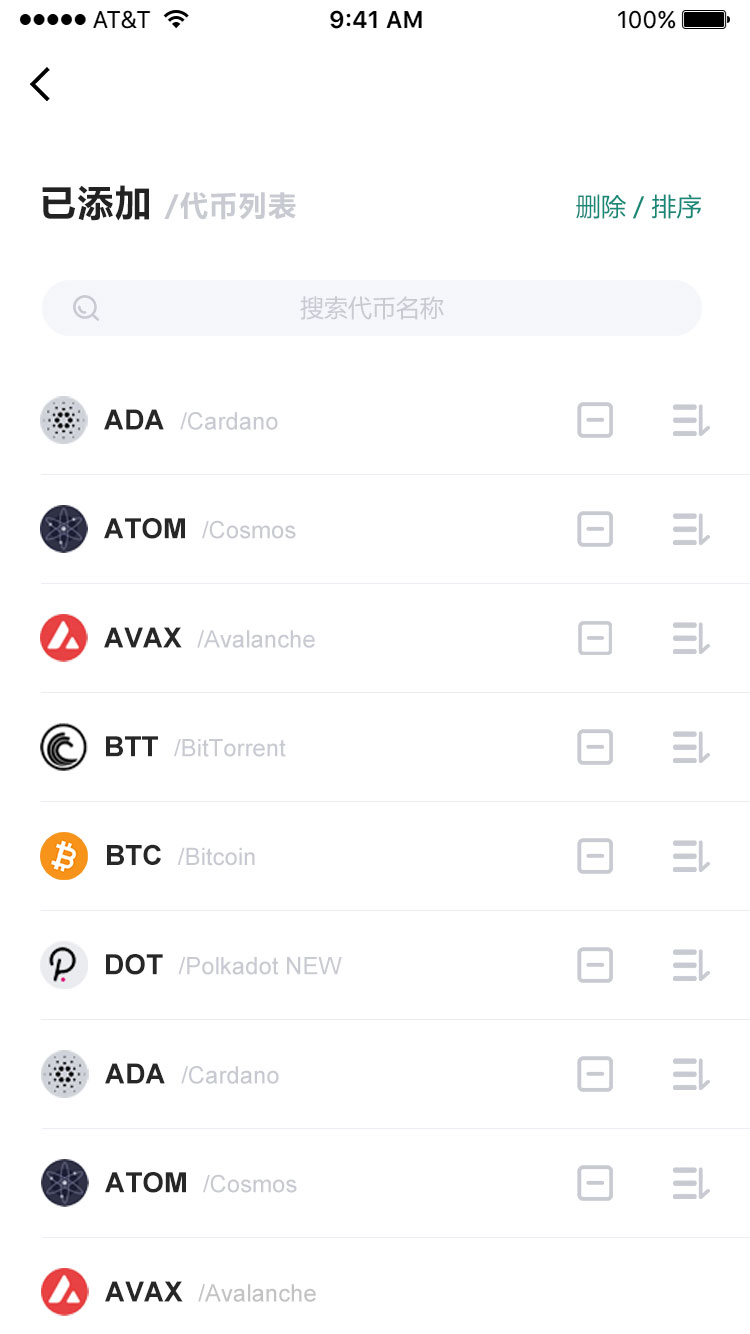 AT&T 9:41 AM 100%
已添加 /代币列表 删除 / 排序
搜索代币名称
ADA /Cardano
ATOM /Cosmos
AVAX /Avalanche
BTT /BitTorrent
BTC /Bitcoin
DOT /Polkadot NEW
ADA /Cardano
ATOM /Cosmos
AVAX /Avalanche